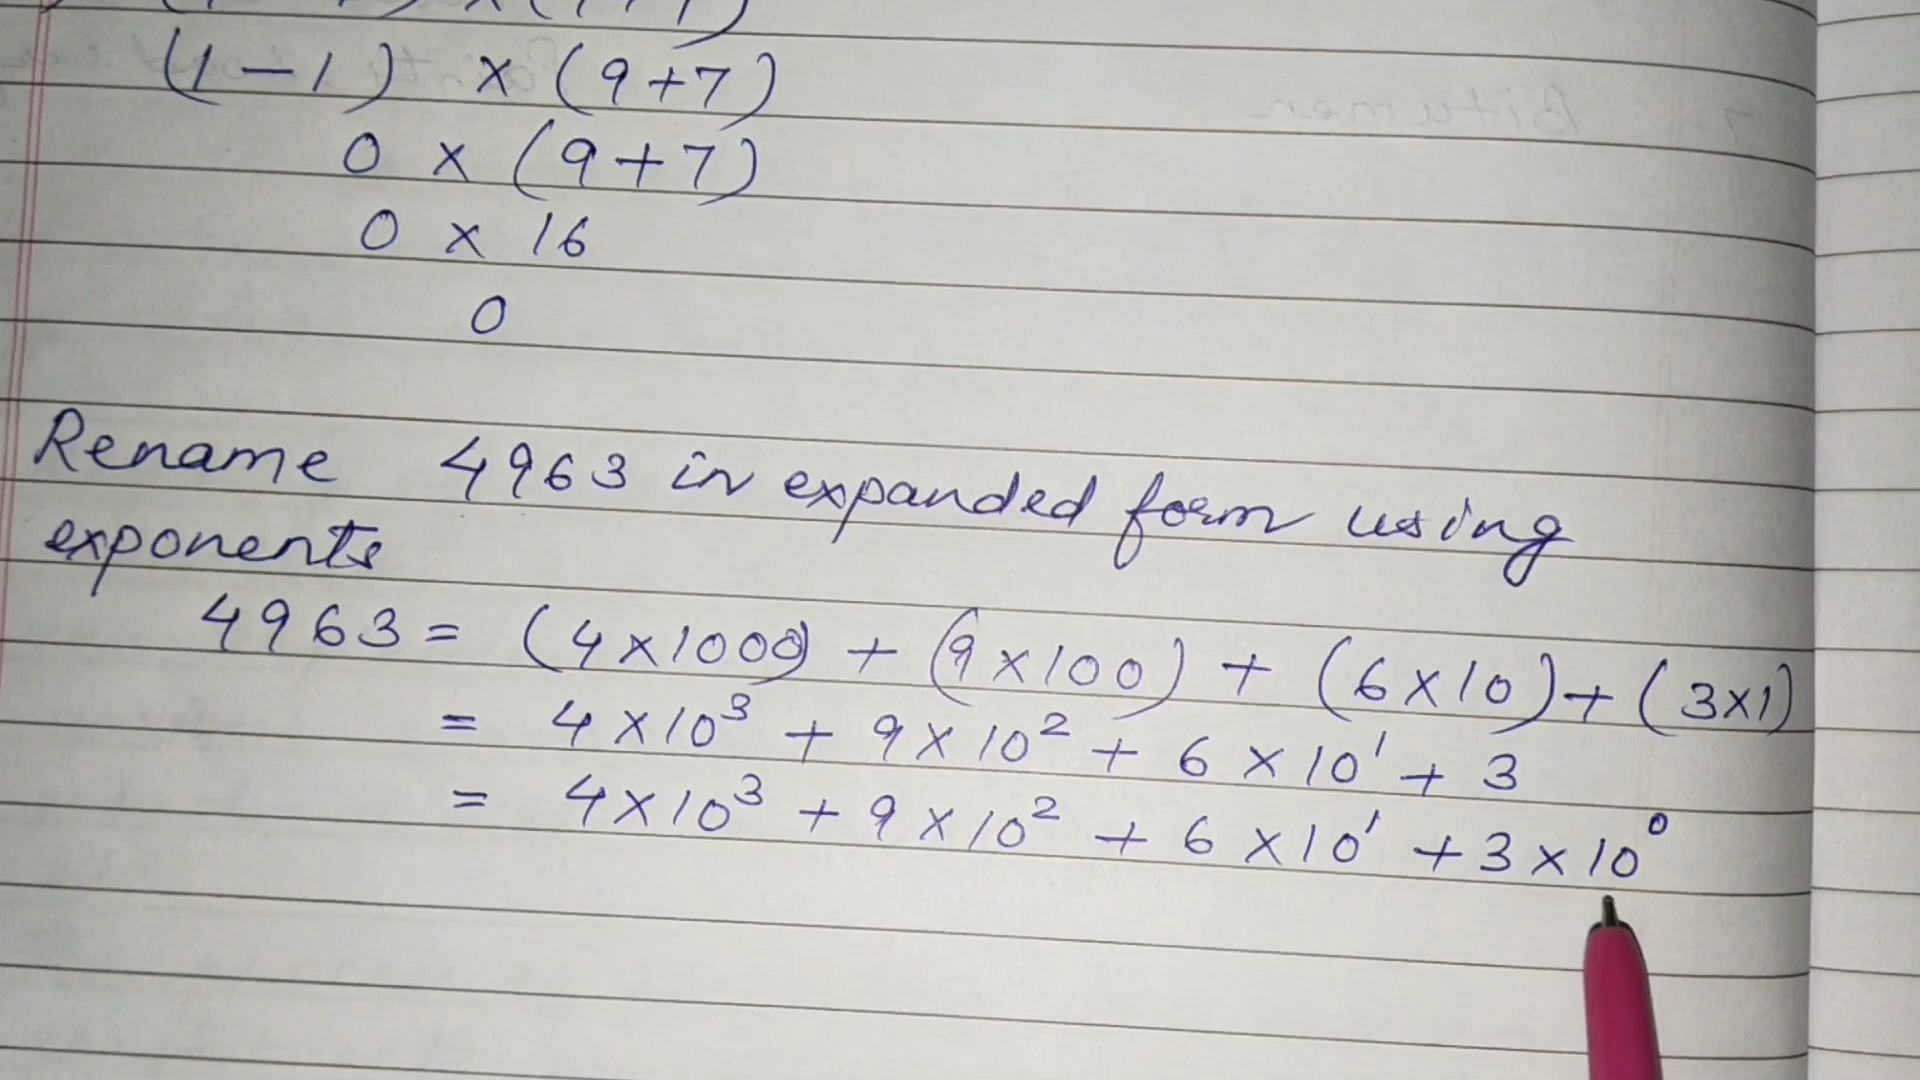 (1-1) × (9+7)
0 × (9+7)
0 × 16
0
Rename 4963 in expanded form using
exponents
4963 = (4×1000) + (9×100) + (6×10) + (3×1)
= 4×10³ + 9×10² + 6×10¹ + 3
= 4×10³ + 9×10² + 6×10¹ + 3×10⁰
Bitumen